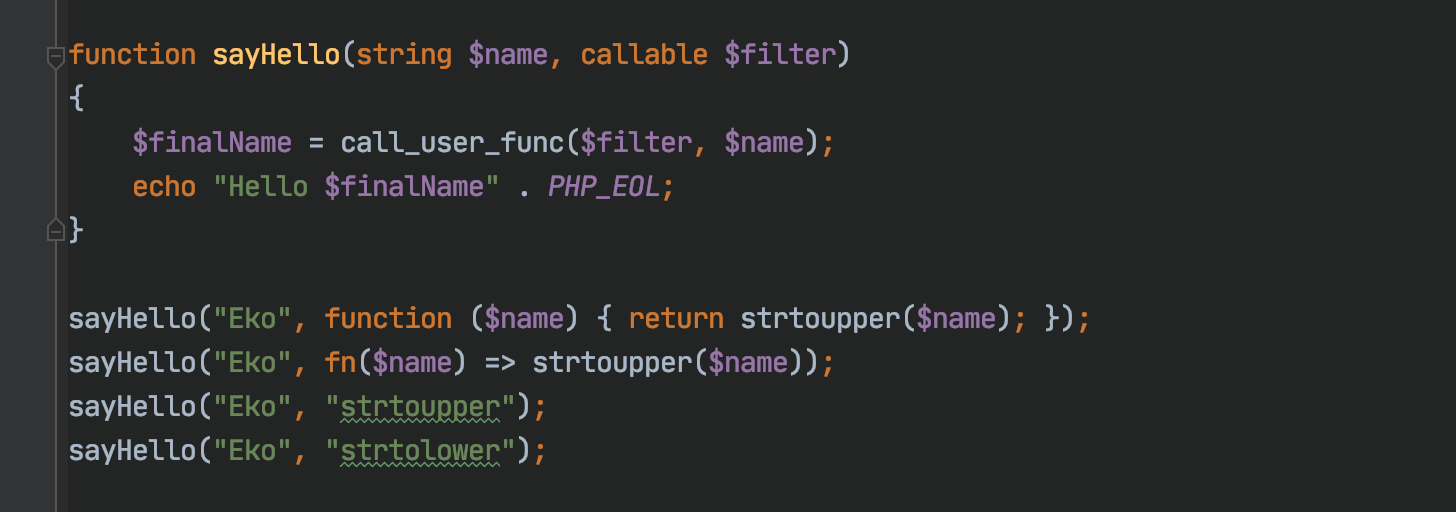 function sayHello(string $name, callable $filter)
{
    $finalName = call_user_func($filter, $name);
    echo "Hello $finalName" . PHP_EOL;
}

sayHello("Eko", function ($name) { return strtoupper($name); });
sayHello("Eko", fn($name) => strtoupper($name));
sayHello("Eko", "strtoupper");
sayHello("Eko", "strtolower");